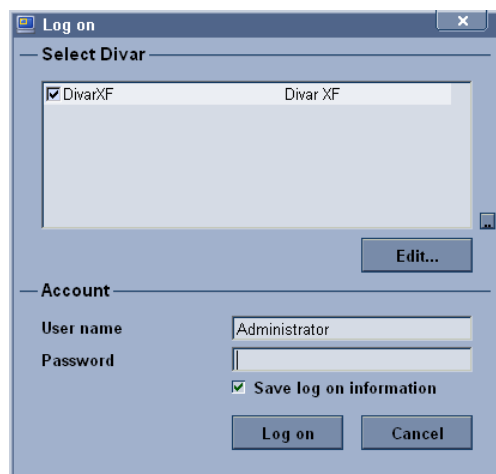 Log on
Select Divar
DivarXF Divar XF
..
Edit...
Account
User name Administrator
Password
Save log on information
Log on Cancel